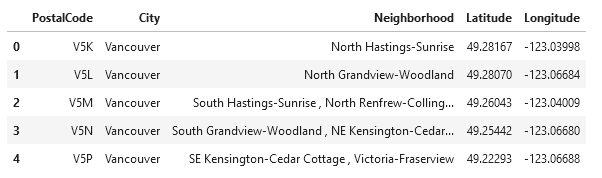 PostalCode City Neighborhood Latitude Longitude
0 V5K Vancouver North Hastings-Sunrise 49.28167 -123.03998
1 V5L Vancouver North Grandview-Woodland 49.28070 -123.06684
2 V5M Vancouver South Hastings-Sunrise , North Renfrew-Colling... 49.26043 -123.04009
3 V5N Vancouver South Grandview-Woodland , NE Kensington-Cedar... 49.25442 -123.06680
4 V5P Vancouver SE Kensington-Cedar Cottage , Victoria-Fraserview 49.22293 -123.06688